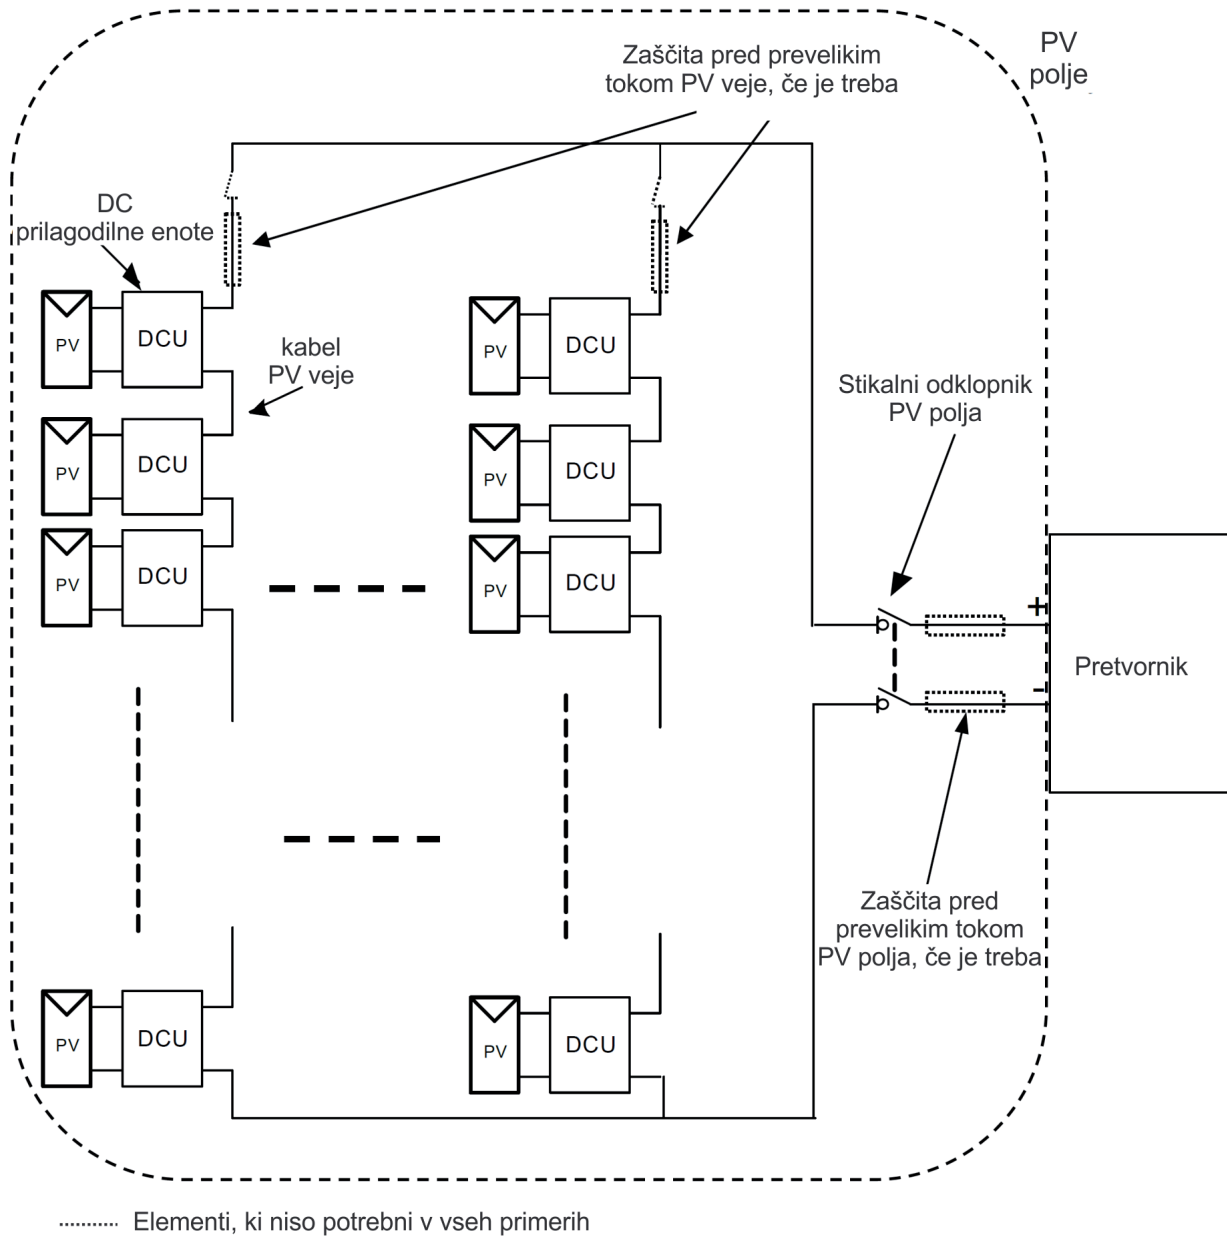 Zaščita pred prevelikim
tokom PV veje, če je treba
PV
polje
DC
prilagodilne enote
PV
DCU
PV
DCU
kabel
PV veje
Stikalni odklopnik
PV polja
PV
DCU
PV
DCU
PV
DCU
PV
DCU
+
-
Pretvornik
Zaščita pred
prevelikim tokom
PV polja, če je treba
PV
DCU
PV
DCU
Elementi, ki niso potrebni v vseh primerih